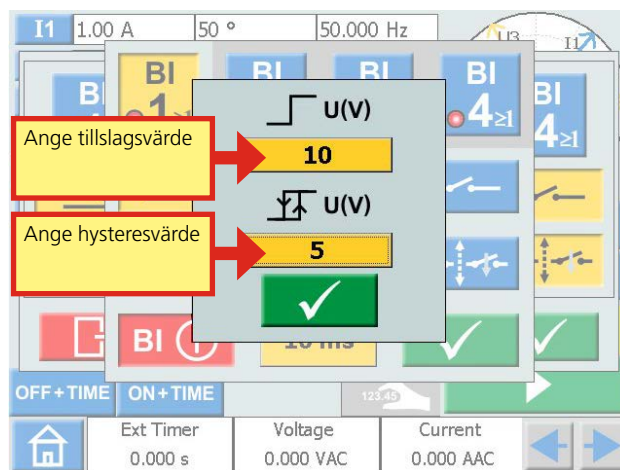 I1 1.00 A 50 ° 50.000 Hz
U3 I1
BI BI BI BI BI BI
1≥1 4≥1 4≥1
U(V)
Ange tillslagsvärde
10
U(V)
Ange hysteresvärde
5
BI 10 ms
OFF+TIME ON+TIME 123.45
Ext Timer Voltage Current
0.000 s 0.000 VAC 0.000 AAC